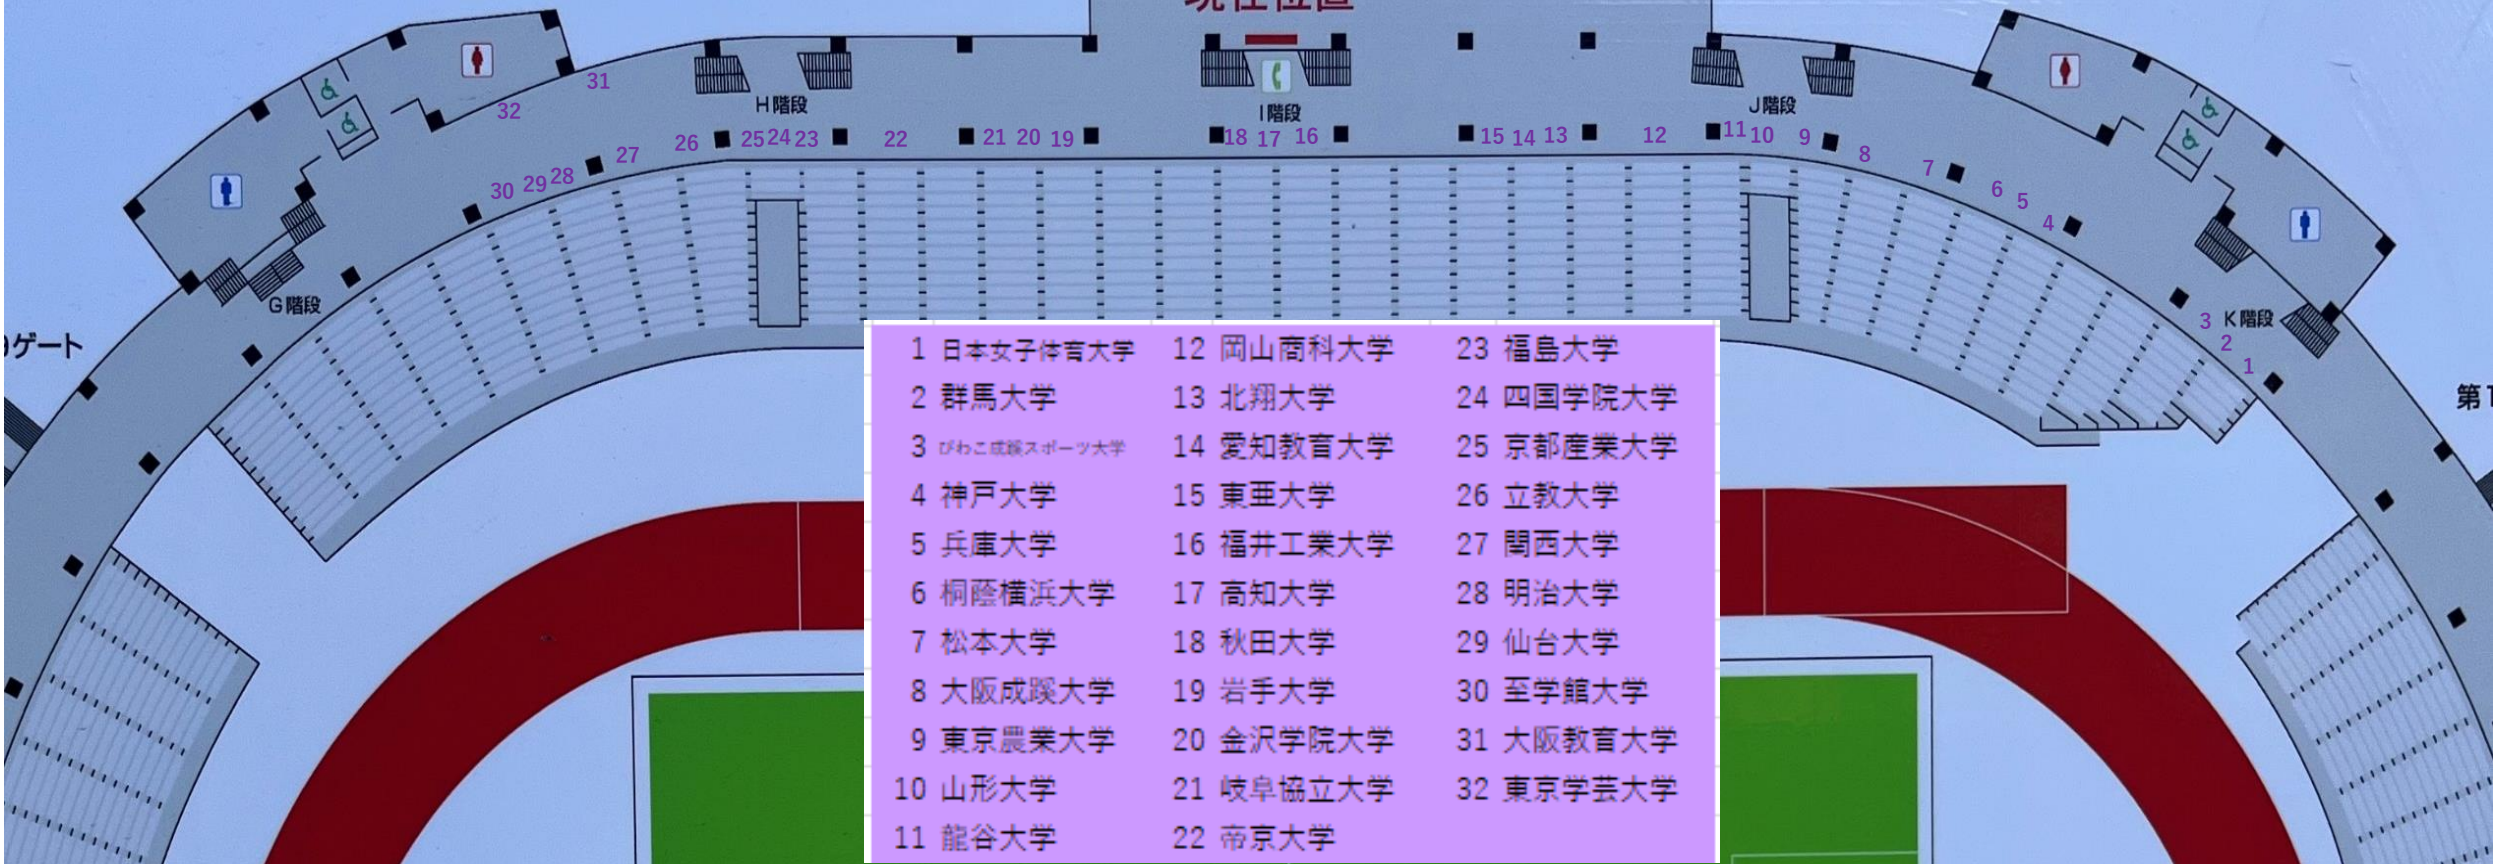 現在位置
31
32
H階段
I階段
J階段
26
25
24
23
22
21
20
19
18
17
16
15
14
13
12
11
10
9
8
7
6
5
4
30
29
28
27
G階段
3
K階段
2
1
ゲート
第1
1 日本女子体育大学
2 群馬大学
3 びわこ成蹊スポーツ大学
4 神戸大学
5 兵庫大学
6 桐蔭横浜大学
7 松本大学
8 大阪成蹊大学
9 東京農業大学
10 山形大学
11 龍谷大学
12 岡山商科大学
13 北翔大学
14 愛知教育大学
15 東亜大学
16 福井工業大学
17 高知大学
18 秋田大学
19 岩手大学
20 金沢学院大学
21 岐阜協立大学
22 帝京大学
23 福島大学
24 四国学院大学
25 京都産業大学
26 立教大学
27 関西大学
28 明治大学
29 仙台大学
30 至学館大学
31 大阪教育大学
32 東京学芸大学